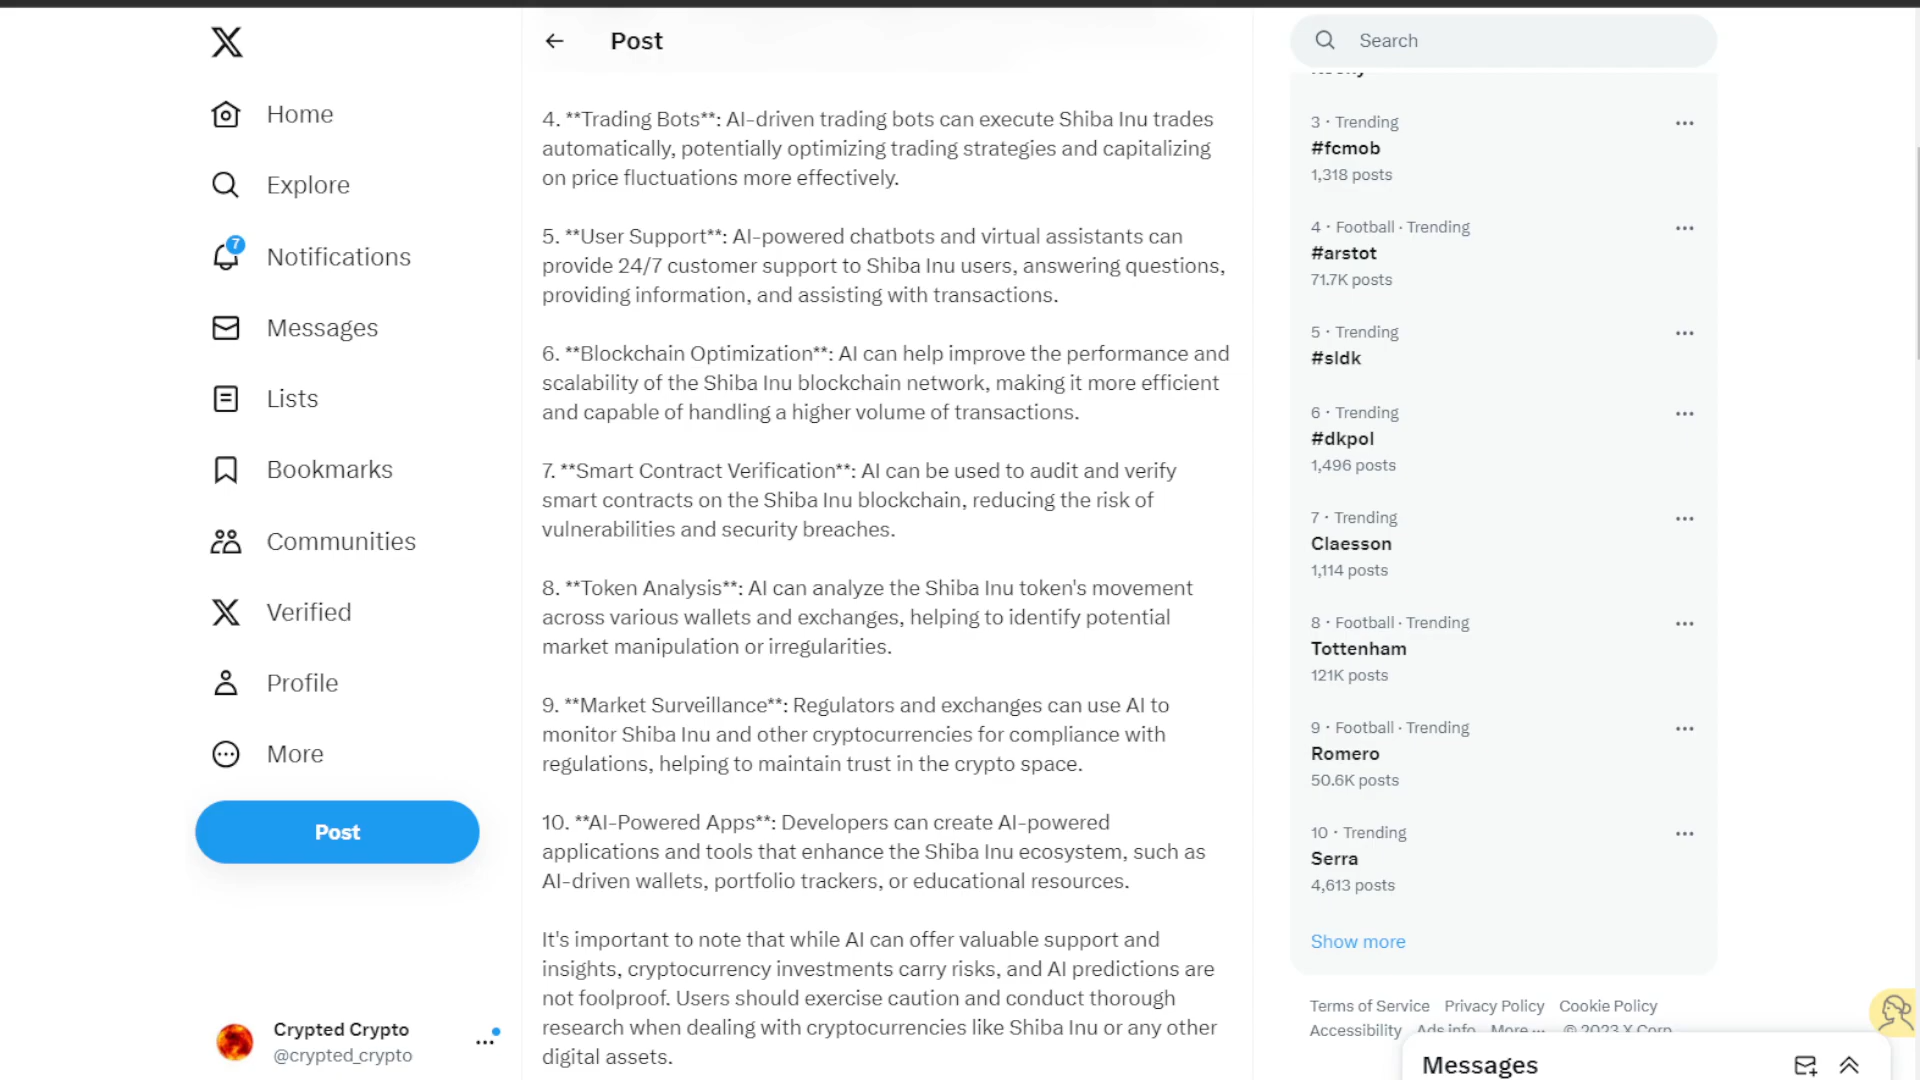 Home
Explore
7
Notifications
Messages
Lists
Bookmarks
Communities
Verified
Profile
More
Post
Crypted Crypto
@crypted_crypto
Post
4. **Trading Bots**: AI-driven trading bots can execute Shiba Inu trades
automatically, potentially optimizing trading strategies and capitalizing
on price fluctuations more effectively.
5. **User Support**: AI-powered chatbots and virtual assistants can
provide 24/7 customer support to Shiba Inu users, answering questions,
providing information, and assisting with transactions.
6. **Blockchain Optimization**: AI can help improve the performance and
scalability of the Shiba Inu blockchain network, making it more efficient
and capable of handling a higher volume of transactions.
7. **Smart Contract Verification**: AI can be used to audit and verify
smart contracts on the Shiba Inu blockchain, reducing the risk of
vulnerabilities and security breaches.
8. **Token Analysis**: AI can analyze the Shiba Inu token's movement
across various wallets and exchanges, helping to identify potential
market manipulation or irregularities.
9. **Market Surveillance**: Regulators and exchanges can use AI to
monitor Shiba Inu and other cryptocurrencies for compliance with
regulations, helping to maintain trust in the crypto space.
10. **AI-Powered Apps**: Developers can create AI-powered
applications and tools that enhance the Shiba Inu ecosystem, such as
AI-driven wallets, portfolio trackers, or educational resources.
It's important to note that while AI can offer valuable support and
insights, cryptocurrency investments carry risks, and AI predictions are
not foolproof. Users should exercise caution and conduct thorough
research when dealing with cryptocurrencies like Shiba Inu or any other
digital assets.
Search
3 · Trending
#fcmob
1,318 posts
4 · Football · Trending
#arstot
71.7K posts
5 · Trending
#sldk
6 · Trending
#dkpol
1,496 posts
7 · Trending
Claesson
1,114 posts
8 · Football · Trending
Tottenham
121K posts
9 · Football · Trending
Romero
50.6K posts
10 · Trending
Serra
4,613 posts
Show more
Terms of Service Privacy Policy Cookie Policy
Accessibility Ads info More ··· © 2023 X Corp
Messages